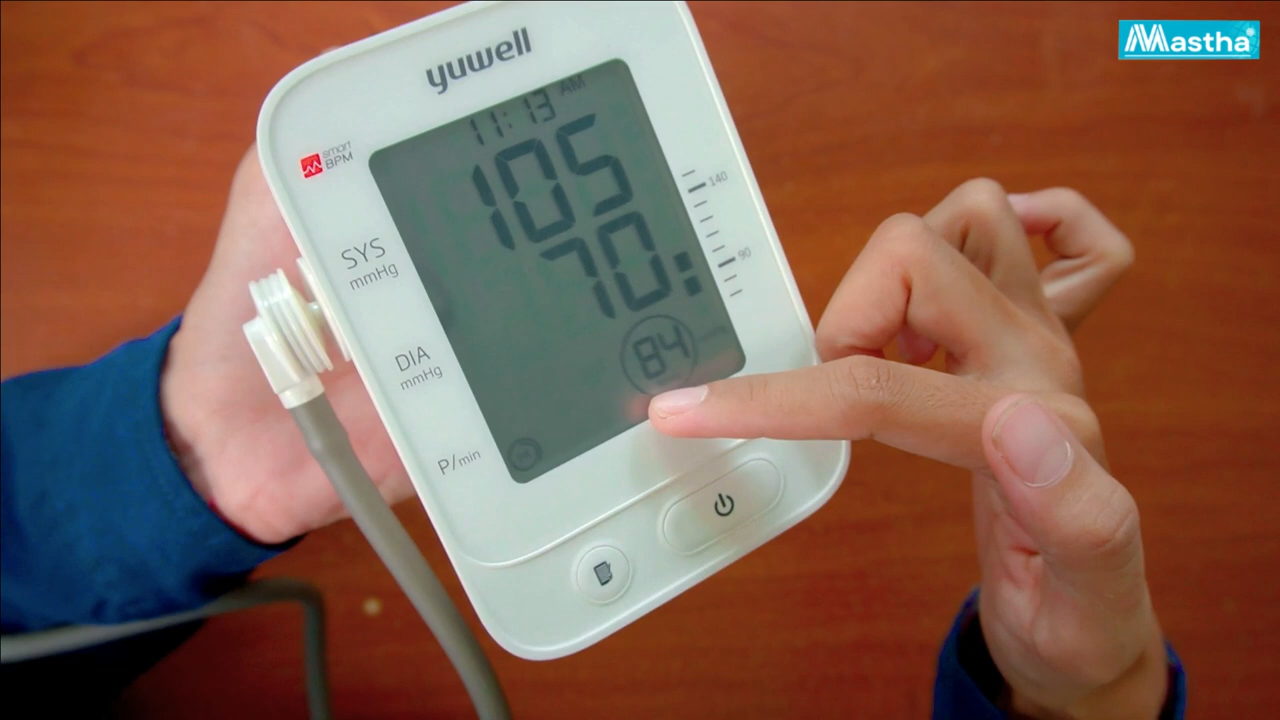 Mastha
yuwell
smart
BPM
11:13 AM
105
SYS
mmHg
140
70
90
DIA
mmHg
84
P/min